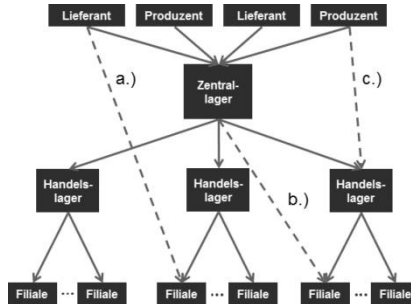 Lieferant
Produzent
Lieferant
Produzent
a.)
c.)
Zentral-
lager
b.)
Handels-
lager
Handels-
lager
Handels-
lager
Filiale ... Filiale
Filiale ... Filiale
Filiale ... Filiale